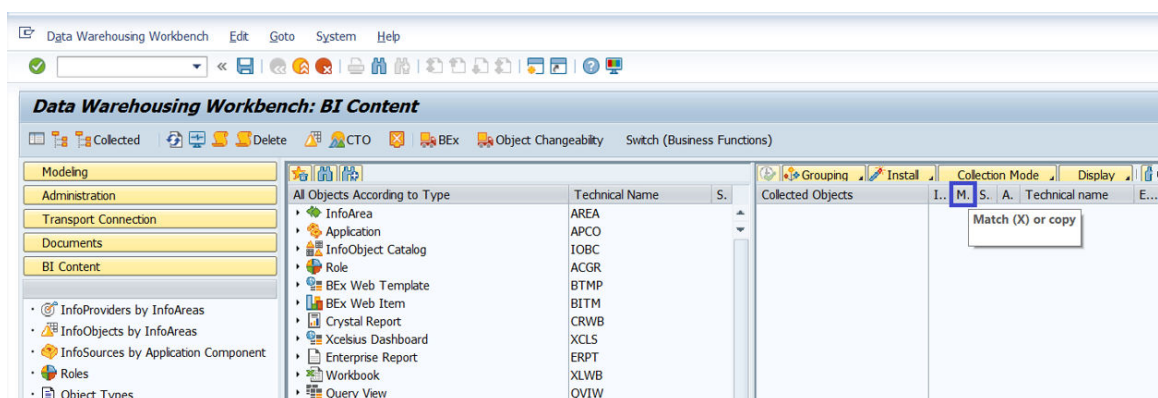 Data Warehousing Workbench Edit Goto System Help
Data Warehousing Workbench: BI Content
Collected Delete CTO BEx Object Changeability Switch (Business Functions)
Modeling
Administration
Transport Connection
Documents
BI Content
InfoProviders by InfoAreas
InfoObjects by InfoAreas
InfoSources by Application Component
Roles
Object Types
All Objects According to Type Technical Name S.
InfoArea AREA
Application APCO
InfoObject Catalog IOBC
Role ACGR
BEx Web Template BTMP
BEx Web Item BITM
Crystal Report CRWB
Xcelsius Dashboard XCLS
Enterprise Report ERPT
Workbook XLWB
Query View QVIW
Grouping Install Collection Mode Display
Collected Objects I.. M. S.. A. Technical name E...
Match (X) or copy